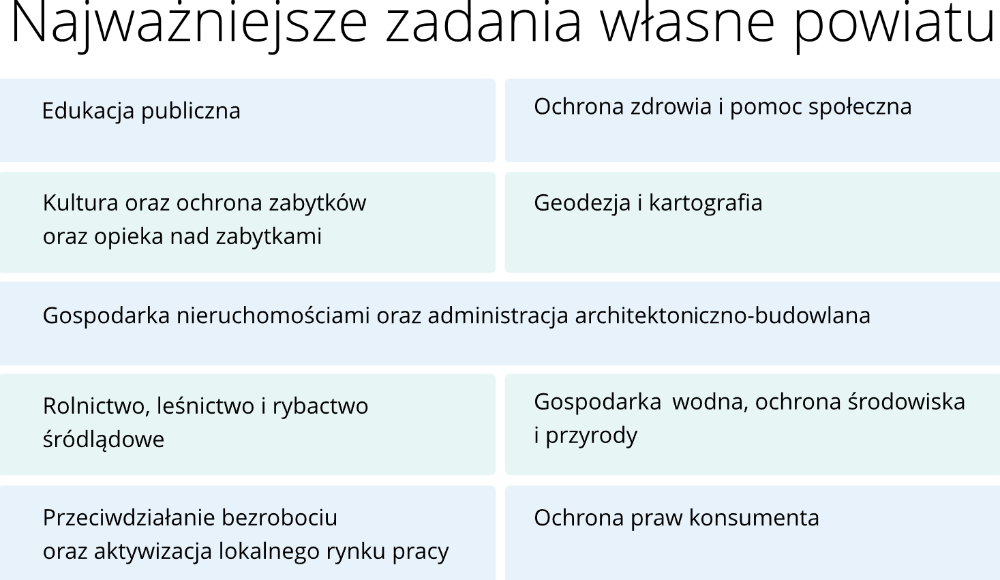 Najważniejsze zadania własne powiatu
Edukacja publiczna
Ochrona zdrowia i pomoc społeczna
Kultura oraz ochrona zabytków
oraz opieka nad zabytkami
Geodezja i kartografia
Gospodarka nieruchomościami oraz administracja architektoniczno-budowlana
Rolnictwo, leśnictwo i rybactwo
śródlądowe
Gospodarka wodna, ochrona środowiska
i przyrody
Przeciwdziałanie bezrobociu
oraz aktywizacja lokalnego rynku pracy
Ochrona praw konsumenta